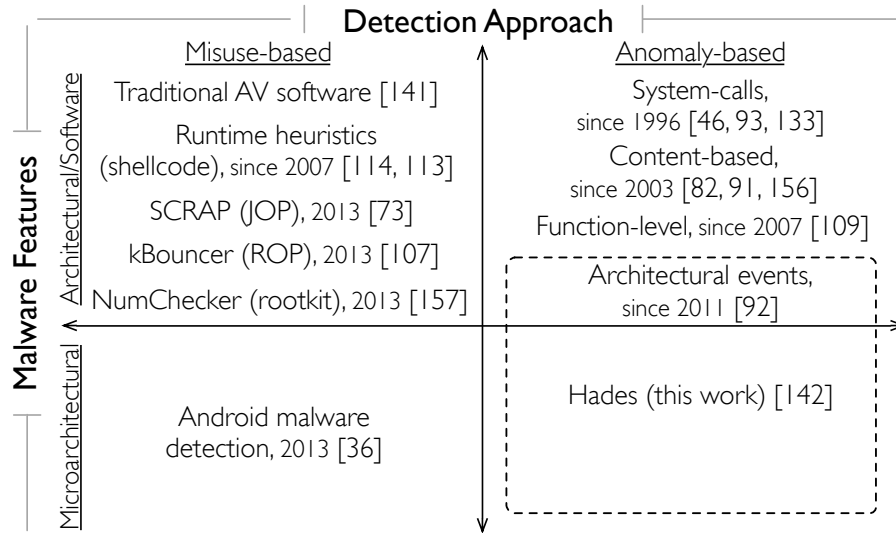 Detection Approach
Misuse-based
Anomaly-based
Malware Features
Architectural/Software
Microarchitectural
Traditional AV software [141]
Runtime heuristics
(shellcode), since 2007 [114, 113]
SCRAP (JOP), 2013 [73]
kBouncer (ROP), 2013 [107]
NumChecker (rootkit), 2013 [157]
System-calls,
since 1996 [46, 93, 133]
Content-based,
since 2003 [82, 91, 156]
Function-level, since 2007 [109]
Architectural events,
since 2011 [92]
Android malware
detection, 2013 [36]
Hades (this work) [142]